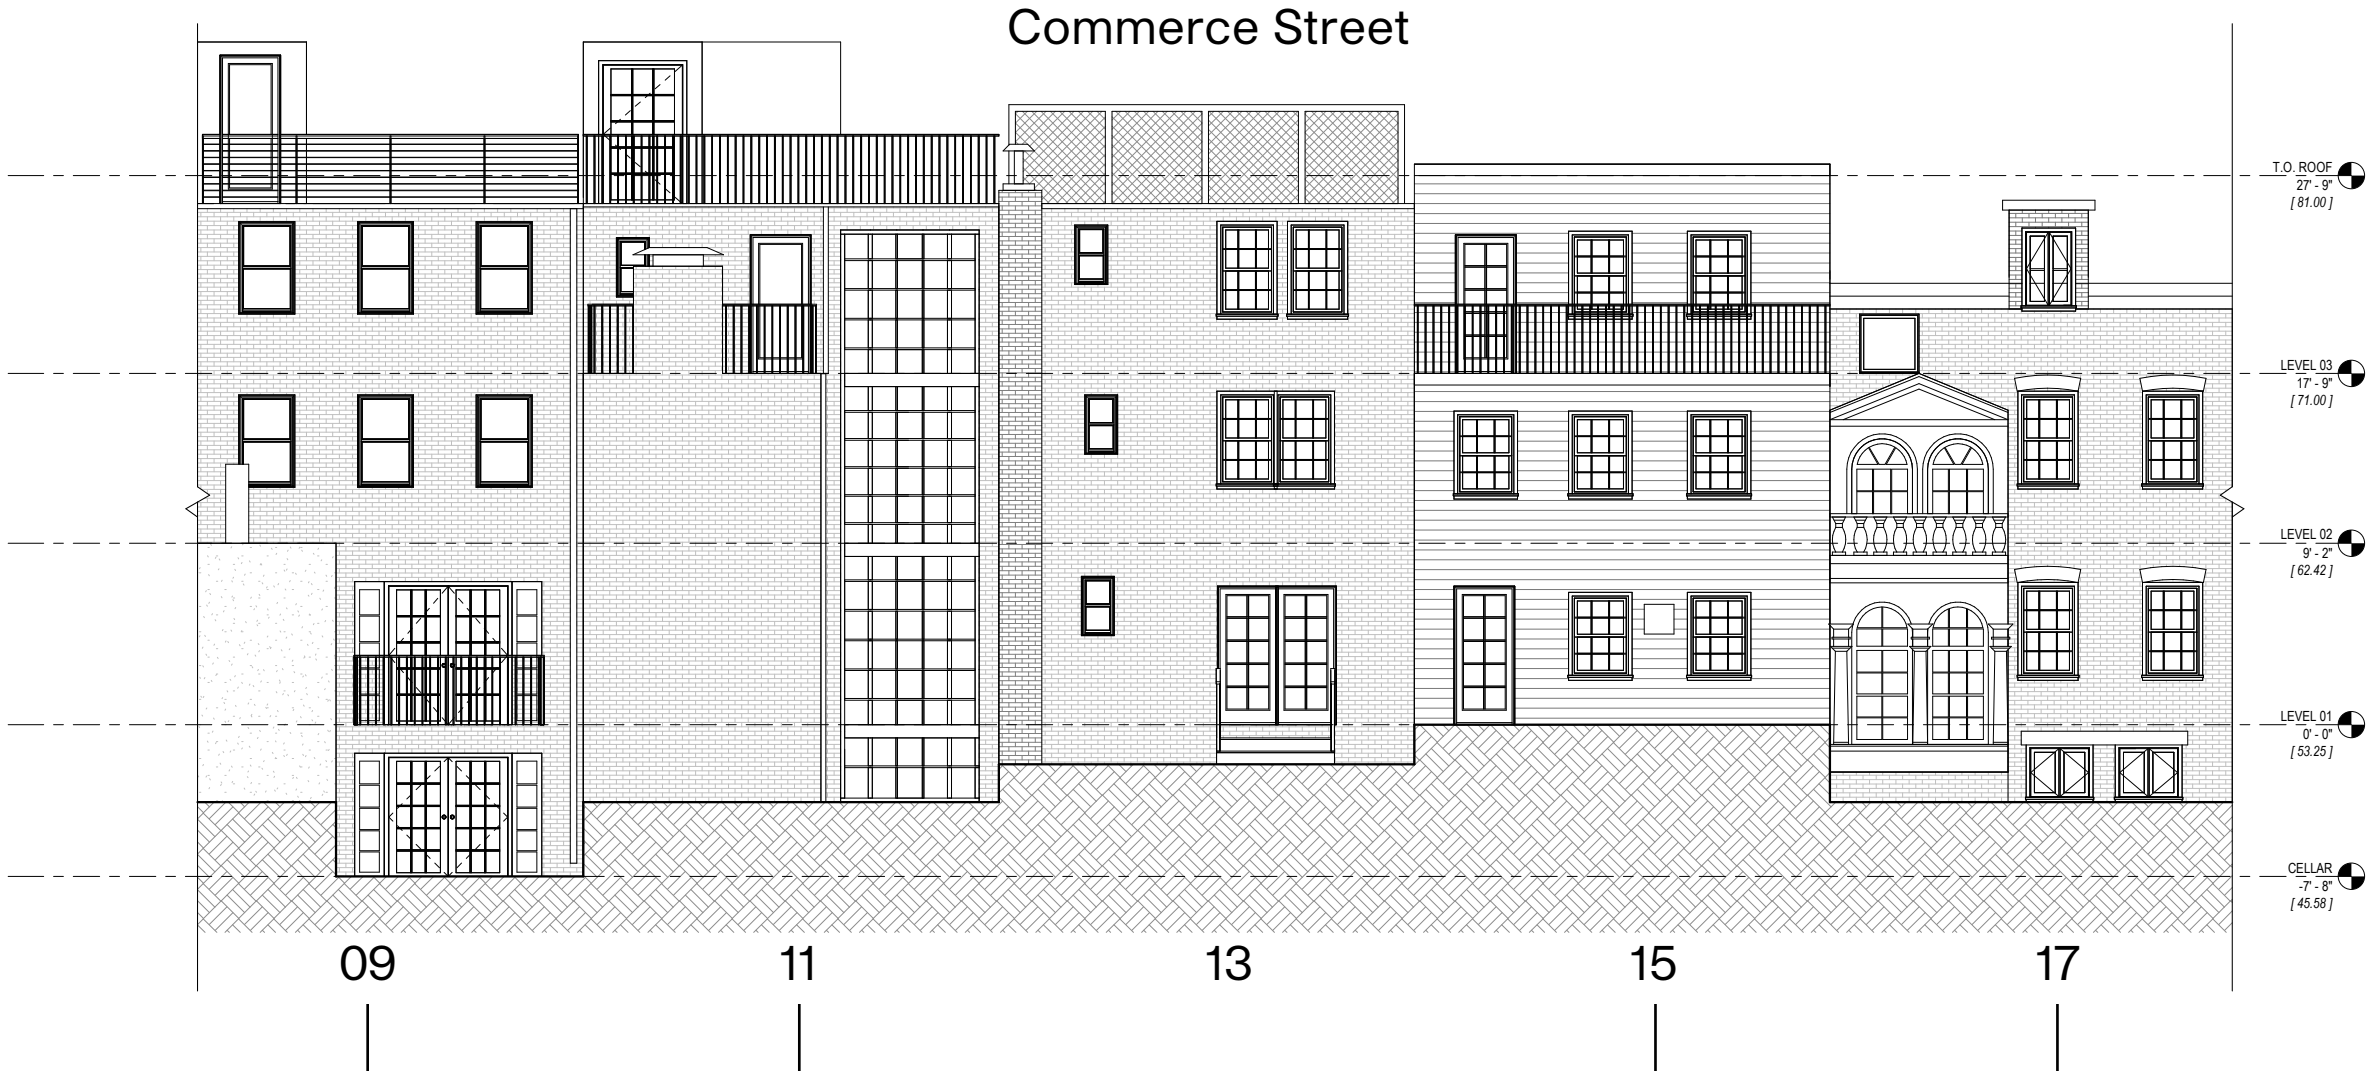 Commerce Street
T.O. ROOF
27' - 9"
[ 81.00 ]
LEVEL 03
17' - 9"
[ 71.00 ]
LEVEL 02
9' - 2"
[ 62.42 ]
LEVEL 01
0' - 0"
[ 53.25 ]
CELLAR
-7' - 8"
[ 45.58 ]
09 11 13 15 17